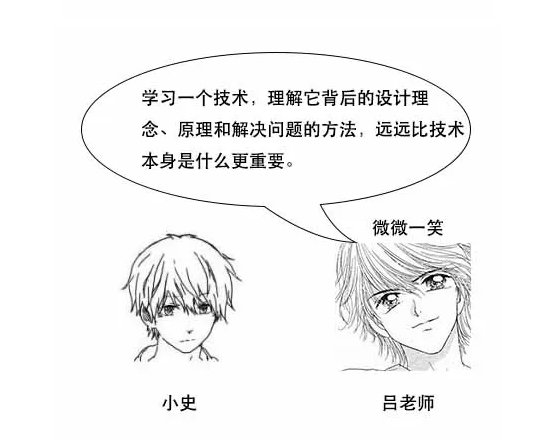 学习一个技术，理解它背后的设计理
念、原理和解决问题的方法，远远比技术
本身是什么更重要。
微微一笑
小史
吕老师